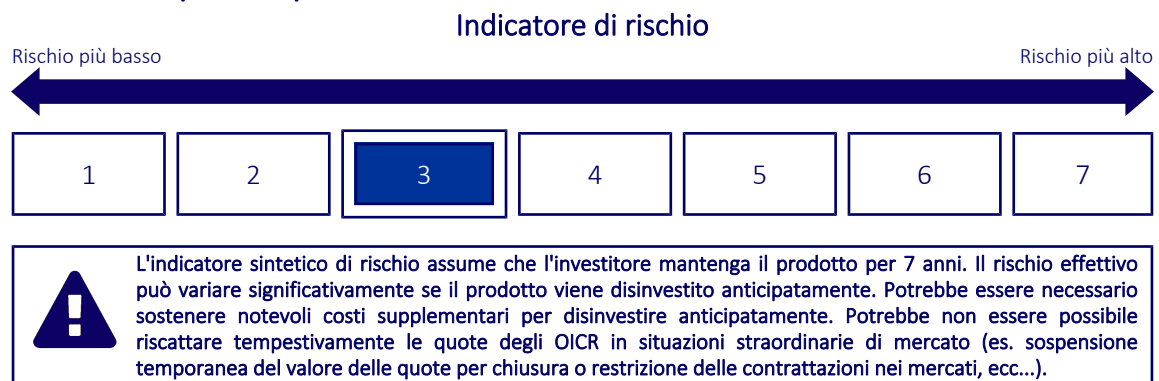 Indicatore di rischio
Rischio più basso
Rischio più alto
1 2 3 4 5 6 7
L'indicatore sintetico di rischio assume che l'investitore mantenga il prodotto per 7 anni. Il rischio effettivo
può variare significativamente se il prodotto viene disinvestito anticipatamente. Potrebbe essere necessario
sostenere notevoli costi supplementari per disinvestire anticipatamente. Potrebbe non essere possibile
riscattare tempestivamente le quote degli OICR in situazioni straordinarie di mercato (es. sospensione
temporanea del valore delle quote per chiusura o restrizione delle contrattazioni nei mercati, ecc...).